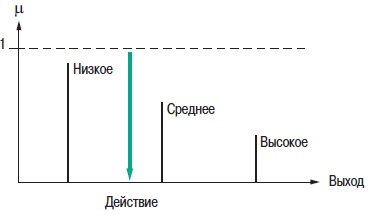 μ
1
Низкое
Среднее
Высокое
Выход
Действие